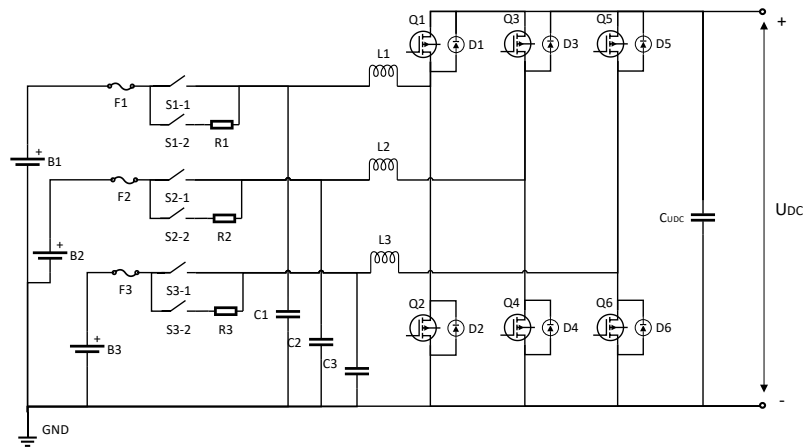 Q1
Q3
Q5
+
D1
D3
D5
L1
F1
S1-1
S1-2
R1
+
B1
L2
F2
S2-1
S2-2
R2
CUDC
UDC
+
B2
L3
F3
S3-1
S3-2
R3
C1
Q2
Q4
Q6
D2
D4
D6
C2
+
B3
C3
-
GND